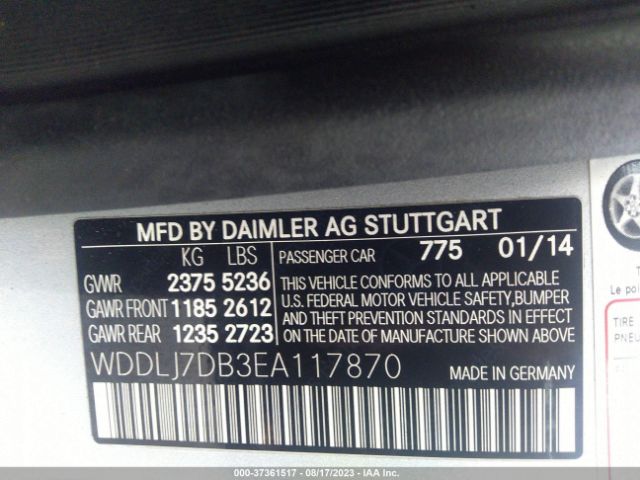 MFD BY DAIMLER AG STUTTGART
KG LBS PASSENGER CAR 775 01/14
GVWR 2375 5236 THIS VEHICLE CONFORMS TO ALL APPLICABLE
GAWR FRONT 1185 2612 U.S. FEDERAL MOTOR VEHICLE SAFETY,BUMPER
GAWR REAR 1235 2723 AND THEFT PREVENTION STANDARDS IN EFFECT
ON THE DATE OF MANUFACTURE SHOWN ABOVE
WDDLJ7DB3EA117870 MADE IN GERMANY
Le poi
TIRE
PNEU
000-37361517 - 08/17/2023 - IAA Inc.